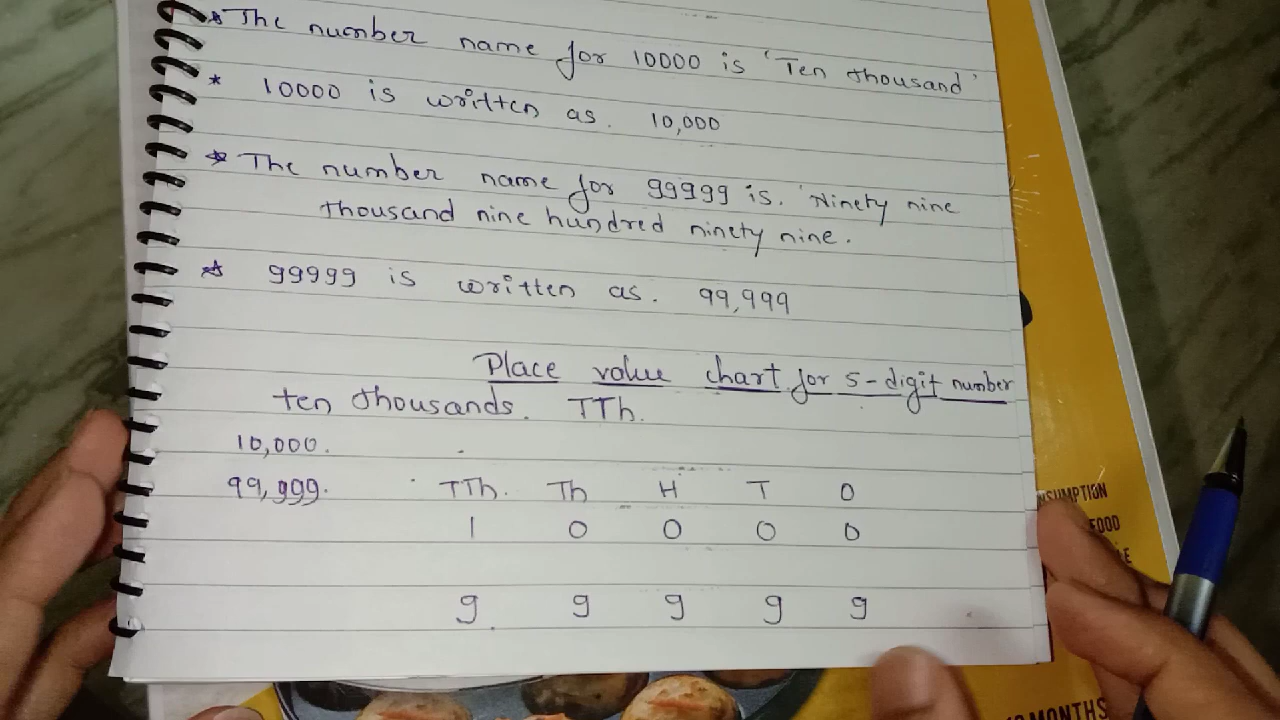 * The number name for 10000 is 'Ten thousand'
* 10000 is written as. 10,000
* The number name for 99999 is. 'Ninety nine
thousand nine hundred ninety nine.
* 99999 is written as. 99,999
Place value chart for 5-digit number
ten thousands. TTh.
10,000.
99,999. TTh. Th H T O
1 0 0 0 0
9. 9 9 9 9
CONSUMPTION
FOOD
MONTHS